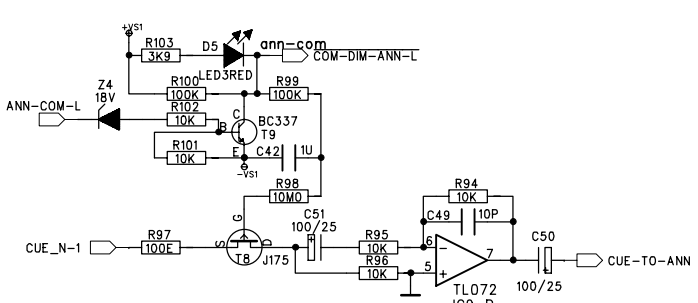 +VS1
R103
3K9
D5
LED3RED
ann-com
COM-DIM-ANN-L
R100
100K
R99
100K
Z4
18V
ANN-COM-L
R102
10K
C
B
BC337
T9
R101
10K
E
-VS1
C42
1U
R98
10M0
G
C51
100/25
CUE_N-1
R97
100E
S
D
T8
J175
R95
10K
R96
10K
R94
10K
C49
10P
6
5
7
TL072
C50
100/25
CUE-TO-ANN